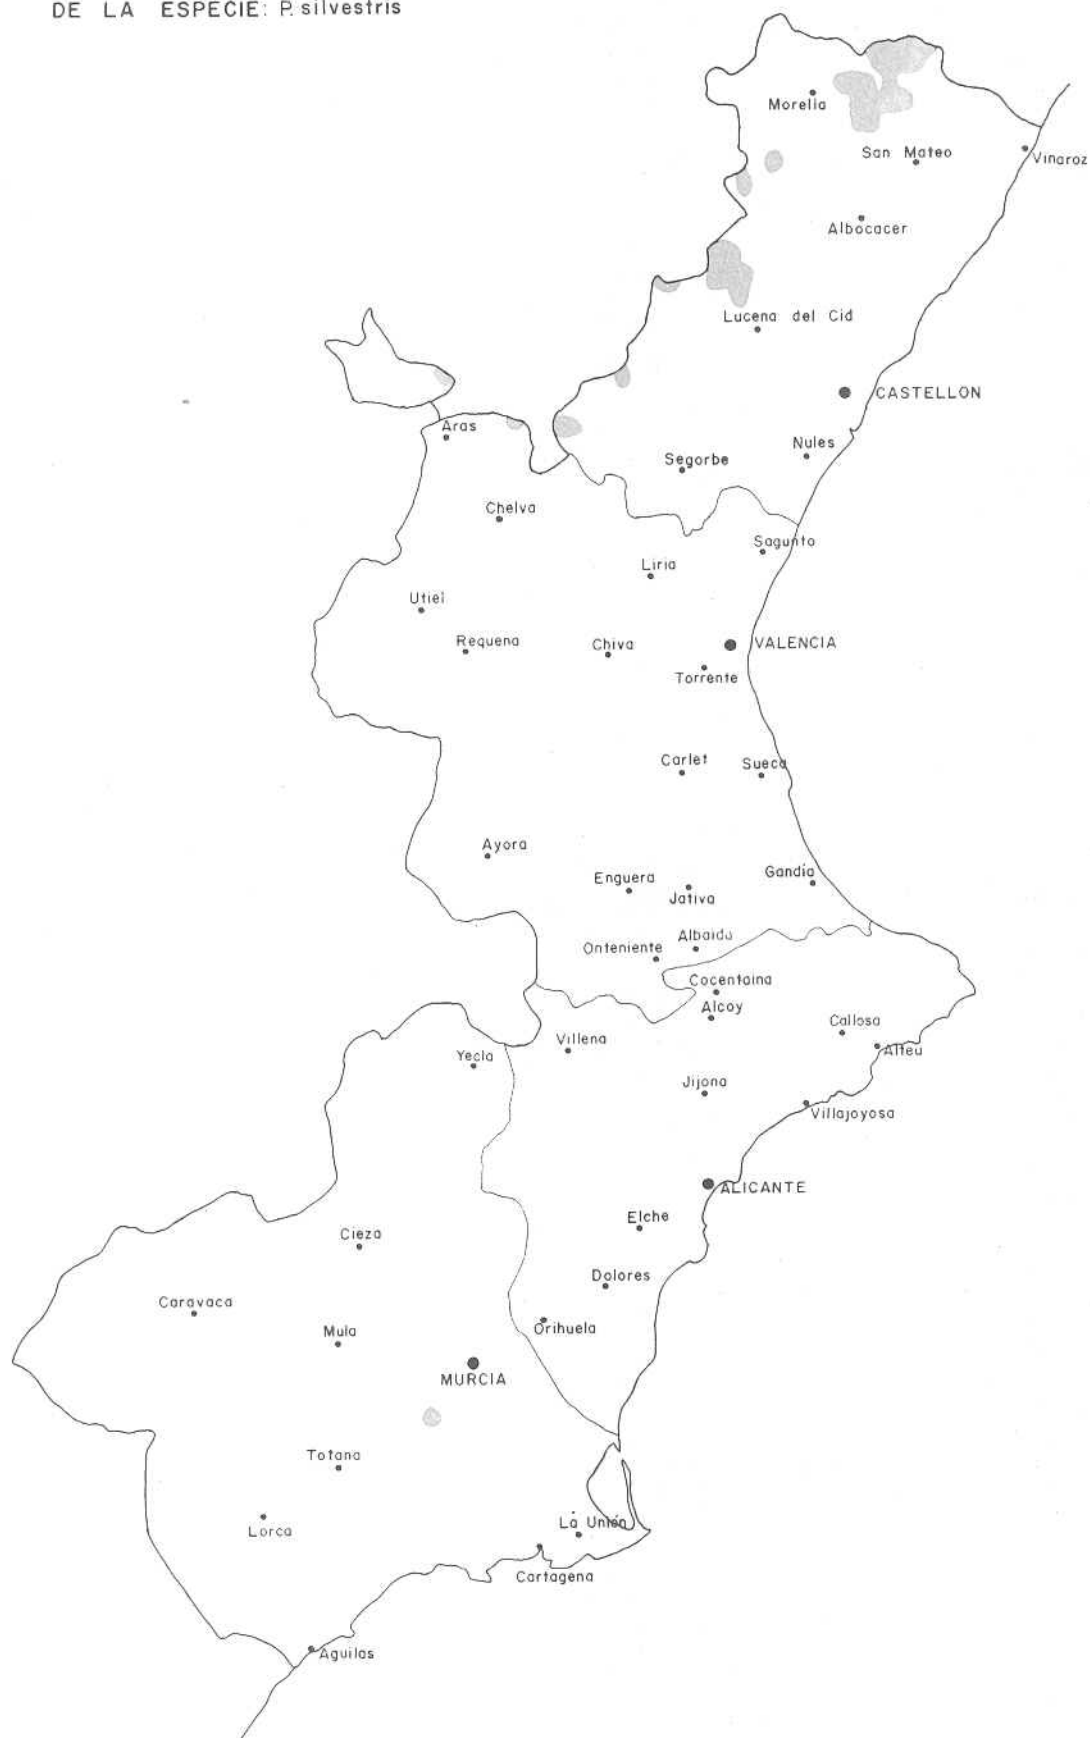 DE LA ESPECIE: P. silvestris
Morella
San Mateo
Vinaroz
Albocacer
Lucena del Cid
CASTELLON
Aras
Nules
Segorbe
Chelva
Sagunto
Liria
Utiel
Requena
Chiva
VALENCIA
Torrente
Carlet
Sueca
Ayora
Enguera
Gandia
Jativa
Albaida
Onteniente
Cocentaina
Alcoy
Callosa
Villena
Altea
Yecla
Jijona
Villajoyosa
ALICANTE
Elche
Cieza
Dolores
Caravaca
Orihuela
Mula
MURCIA
Totana
La Unión
Lorca
Cartagena
Aguilas